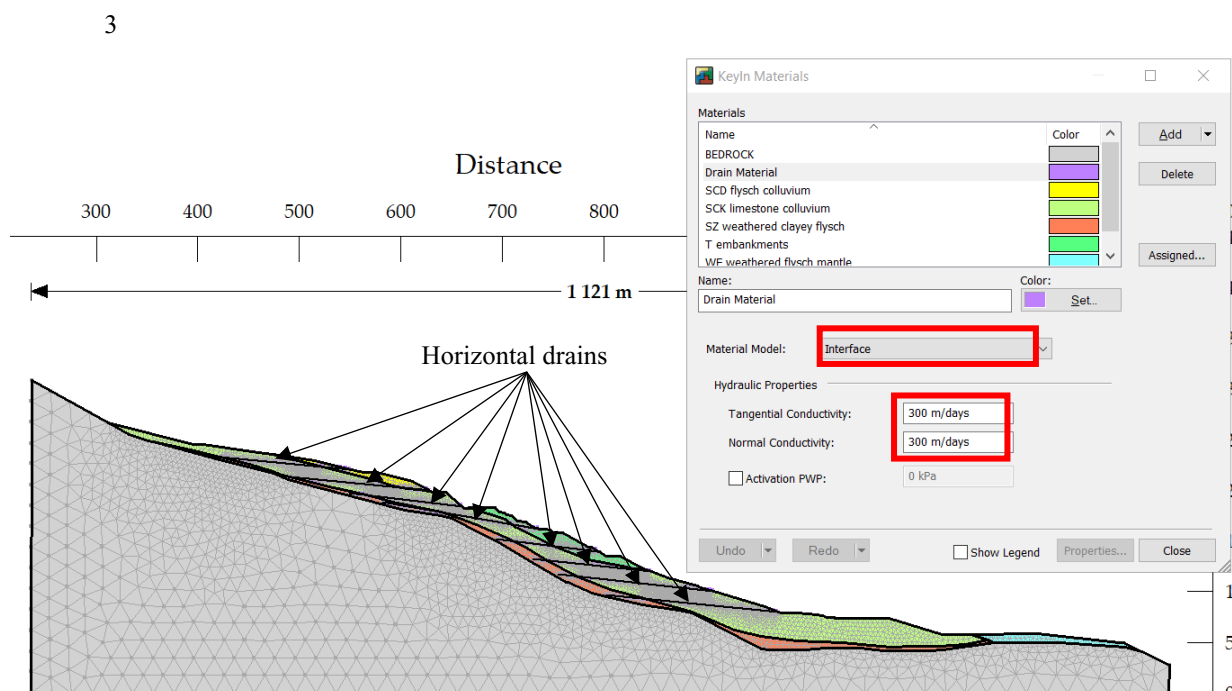 3
Distance
300 400 500 600 700 800
1 121 m
Horizontal drains
KeyIn Materials
Materials
Name Color
BEDROCK
Drain Material
SCD flysch colluvium
SCK limestone colluvium
SZ weathered clayey flysch
T embankments
WF weathered flysch mantle
Add
Delete
Assigned...
Name: Color:
Drain Material Set...
Material Model: Interface
Hydraulic Properties
Tangential Conductivity: 300 m/days
Normal Conductivity: 300 m/days
Activation PWP: 0 kPa
Undo Redo Show Legend Properties... Close
1
5